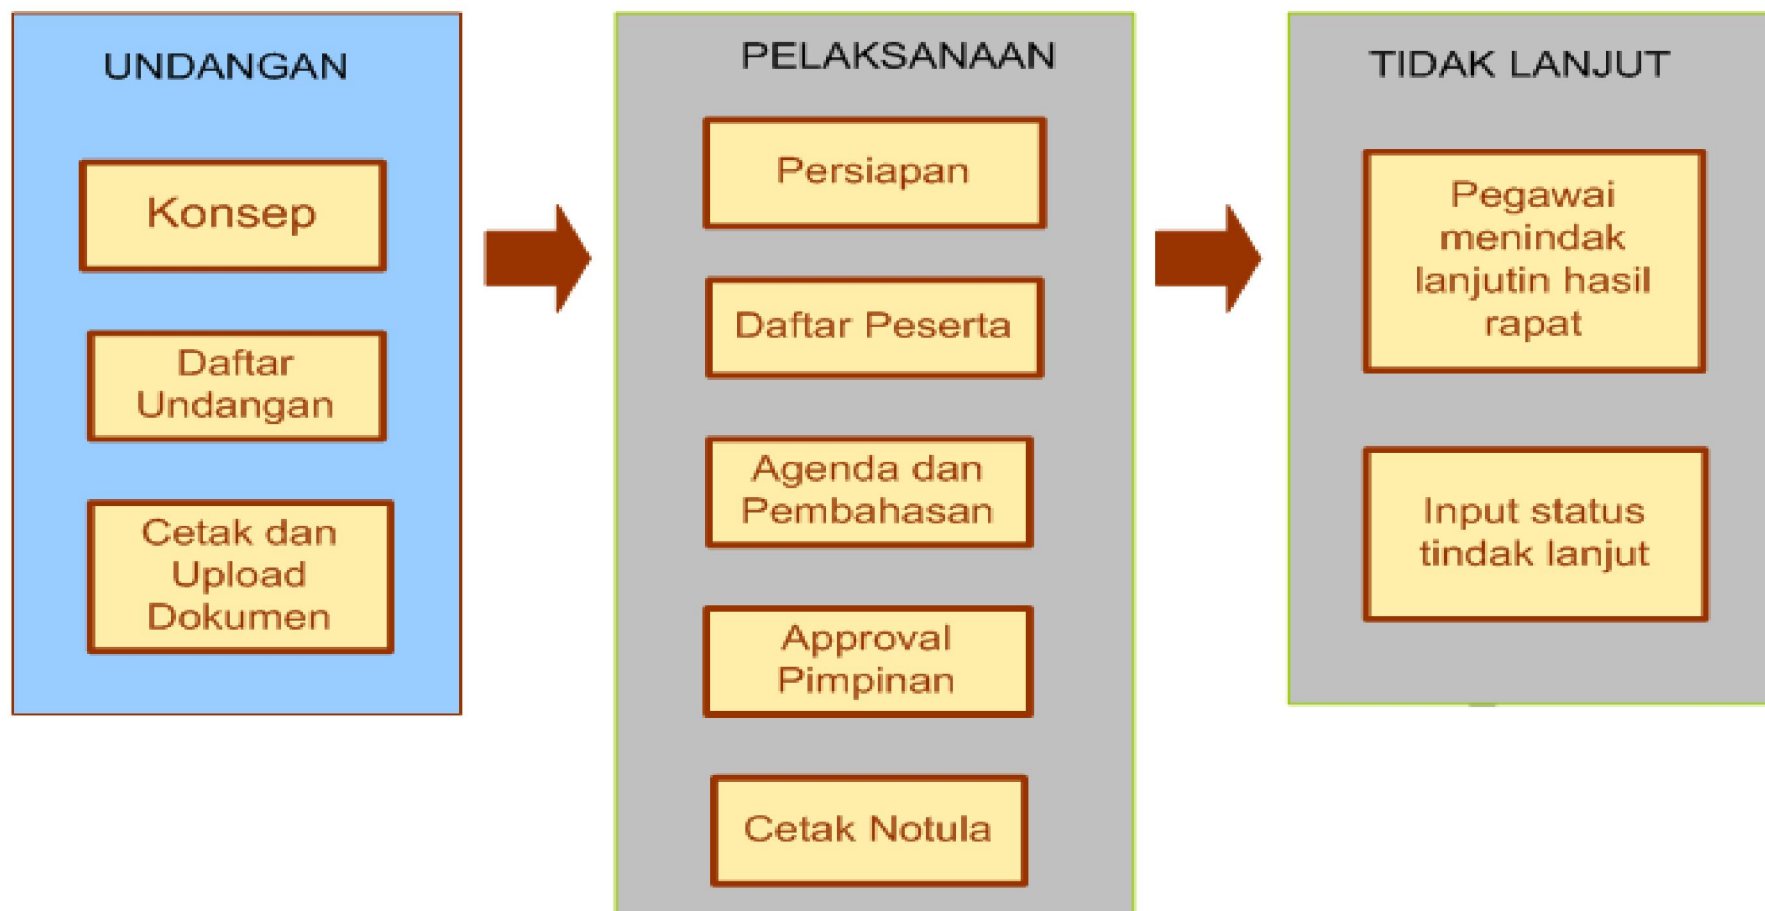 UNDANGAN
Konsep
Daftar
Undangan
Cetak dan
Upload
Dokumen
PELAKSANAAN
Persiapan
Daftar Peserta
Agenda dan
Pembahasan
Approval
Pimpinan
Cetak Notula
TIDAK LANJUT
Pegawai
menindak
lanjutin hasil
rapat
Input status
tindak lanjut